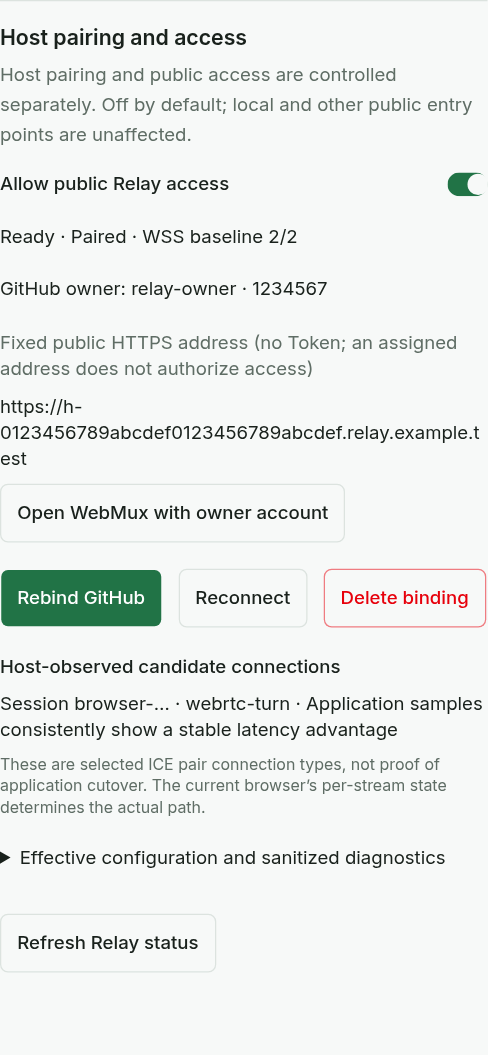 Host pairing and access
Host pairing and public access are controlled
separately. Off by default; local and other public entry
points are unaffected.
Allow public Relay access
Ready · Paired · WSS baseline 2/2
GitHub owner: relay-owner · 1234567
Fixed public HTTPS address (no Token; an assigned
address does not authorize access)
https://h-
0123456789abcdef0123456789abcdef.relay.example.t
est
Open WebMux with owner account
Rebind GitHub
Reconnect
Delete binding
Host-observed candidate connections
Session browser-… · webrtc-turn · Application samples
consistently show a stable latency advantage
These are selected ICE pair connection types, not proof of
application cutover. The current browser’s per-stream state
determines the actual path.
Effective configuration and sanitized diagnostics
Refresh Relay status